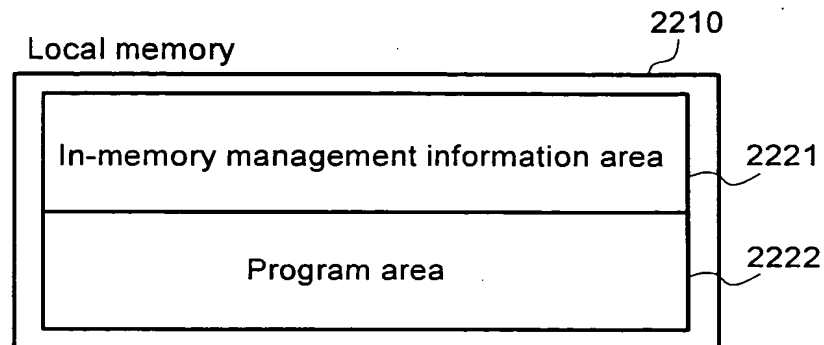 2210
Local memory
In-memory management information area
2221
Program area
2222